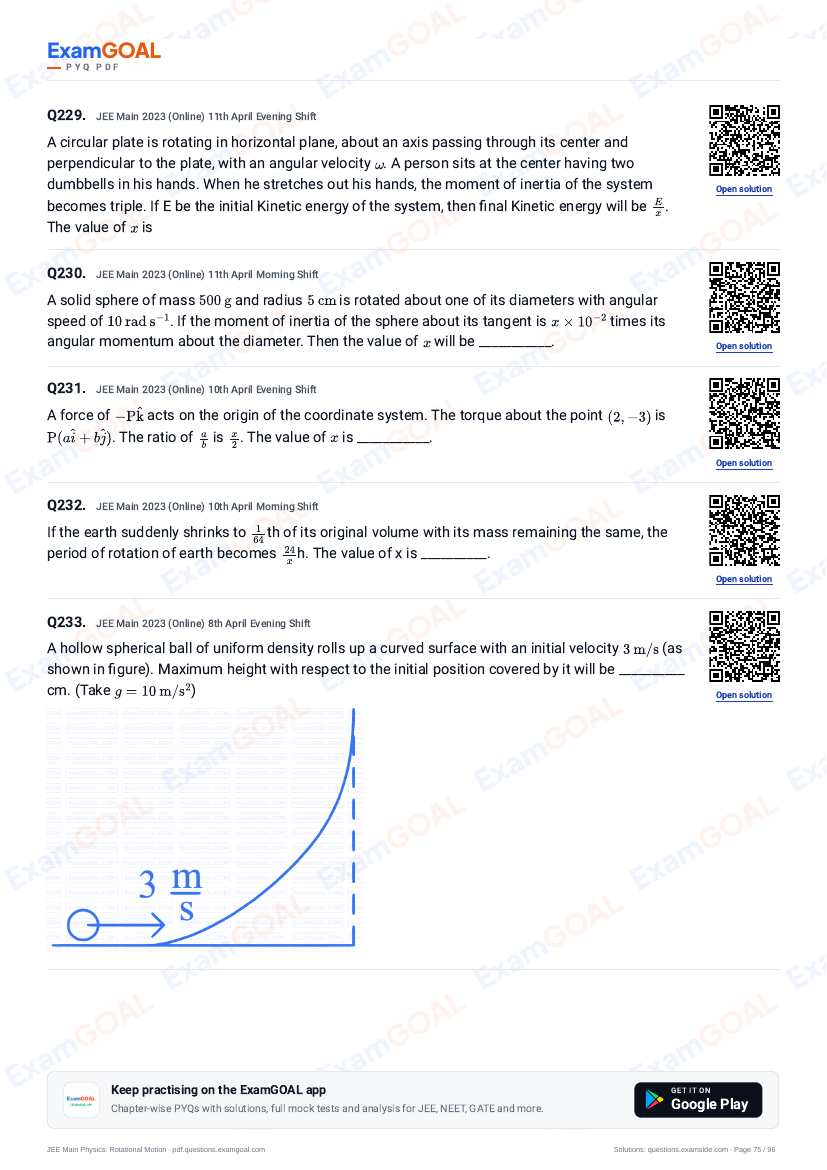 ExamGOAL
PYQ PDF
Q229. JEE Main 2023 (Online) 11th April Evening Shift
A circular plate is rotating in horizontal plane, about an axis passing through its center and
perpendicular to the plate, with an angular velocity ω. A person sits at the center having two
dumbbells in his hands. When he stretches out his hands, the moment of inertia of the system
becomes triple. If E be the initial Kinetic energy of the system, then final Kinetic energy will be E/x.
The value of x is
Open solution
Q230. JEE Main 2023 (Online) 11th April Morning Shift
A solid sphere of mass 500 g and radius 5 cm is rotated about one of its diameters with angular
speed of 10 rad s⁻¹. If the moment of inertia of the sphere about its tangent is x × 10⁻² times its
angular momentum about the diameter. Then the value of x will be ___________.
Open solution
Q231. JEE Main 2023 (Online) 10th April Evening Shift
A force of −Pk̂ acts on the origin of the coordinate system. The torque about the point (2, −3) is
P(aî + bĵ). The ratio of a/b is x/2. The value of x is ___________.
Open solution
Q232. JEE Main 2023 (Online) 10th April Morning Shift
If the earth suddenly shrinks to 1/64th of its original volume with its mass remaining the same, the
period of rotation of earth becomes 24/x h. The value of x is __________.
Open solution
Q233. JEE Main 2023 (Online) 8th April Evening Shift
A hollow spherical ball of uniform density rolls up a curved surface with an initial velocity 3 m/s (as
shown in figure). Maximum height with respect to the initial position covered by it will be __________
cm. (Take g = 10 m/s²)
Open solution
3 m/s
Keep practising on the ExamGOAL app
Chapter-wise PYQs with solutions, full mock tests and analysis for JEE, NEET, GATE and more.
GET IT ON
Google Play
JEE Main Physics: Rotational Motion · pdf.questions.examgoal.com
Solutions: questions.examside.com · Page 75 / 96